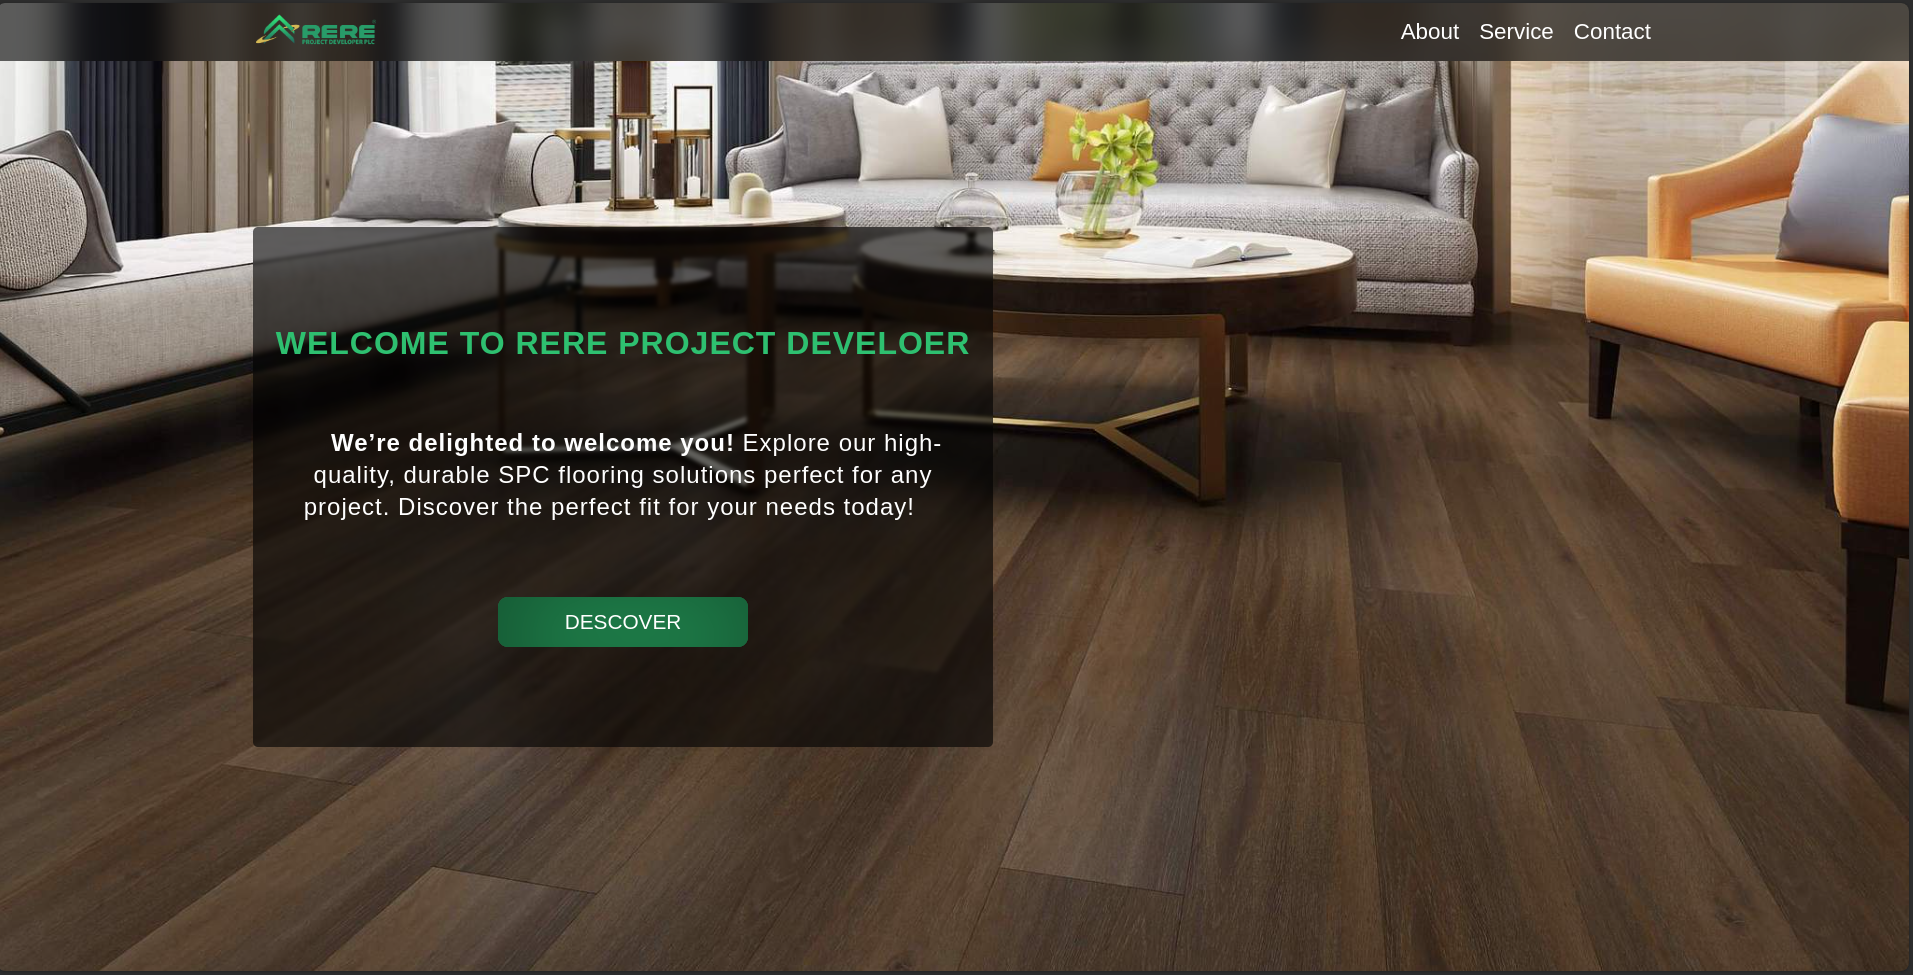 RERE
PROJECT DEVELOPER PLC
About Service Contact
WELCOME TO RERE PROJECT DEVELOER
We’re delighted to welcome you! Explore our high-
quality, durable SPC flooring solutions perfect for any
project. Discover the perfect fit for your needs today!
DESCOVER